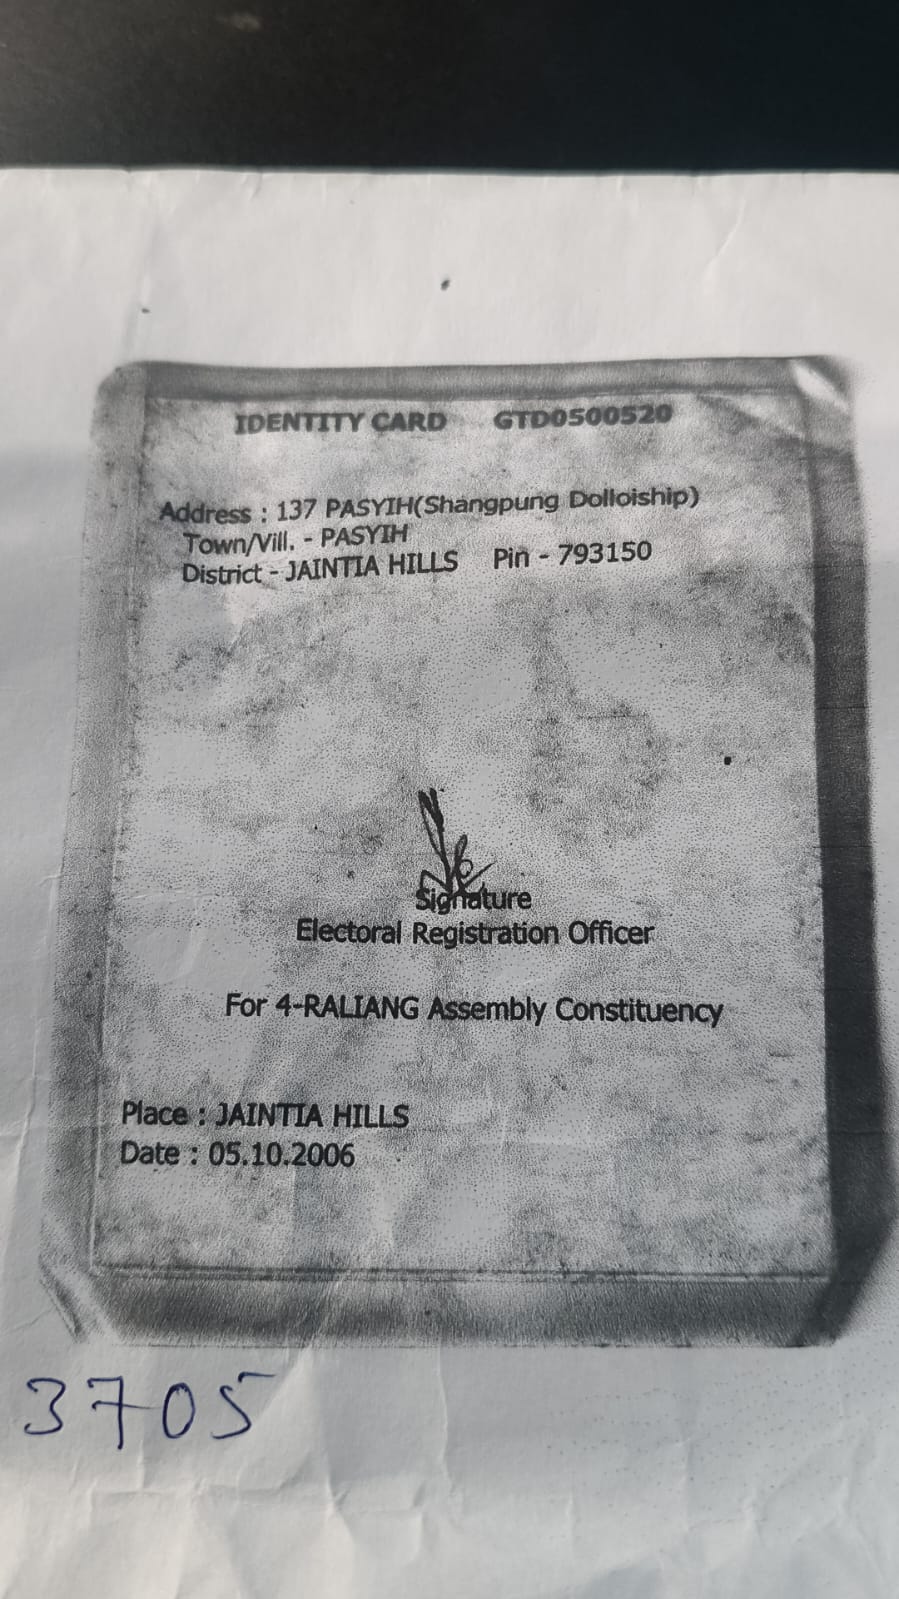 IDENTITY CARD GTD0500520
Address : 137 PASYIH(Shangpung Dolloiship)
Town/Vill. - PASYIH
District - JAINTIA HILLS Pin - 793150
Signature
Electoral Registration Officer
For 4-RALIANG Assembly Constituency
Place : JAINTIA HILLS
Date : 05.10.2006
3705